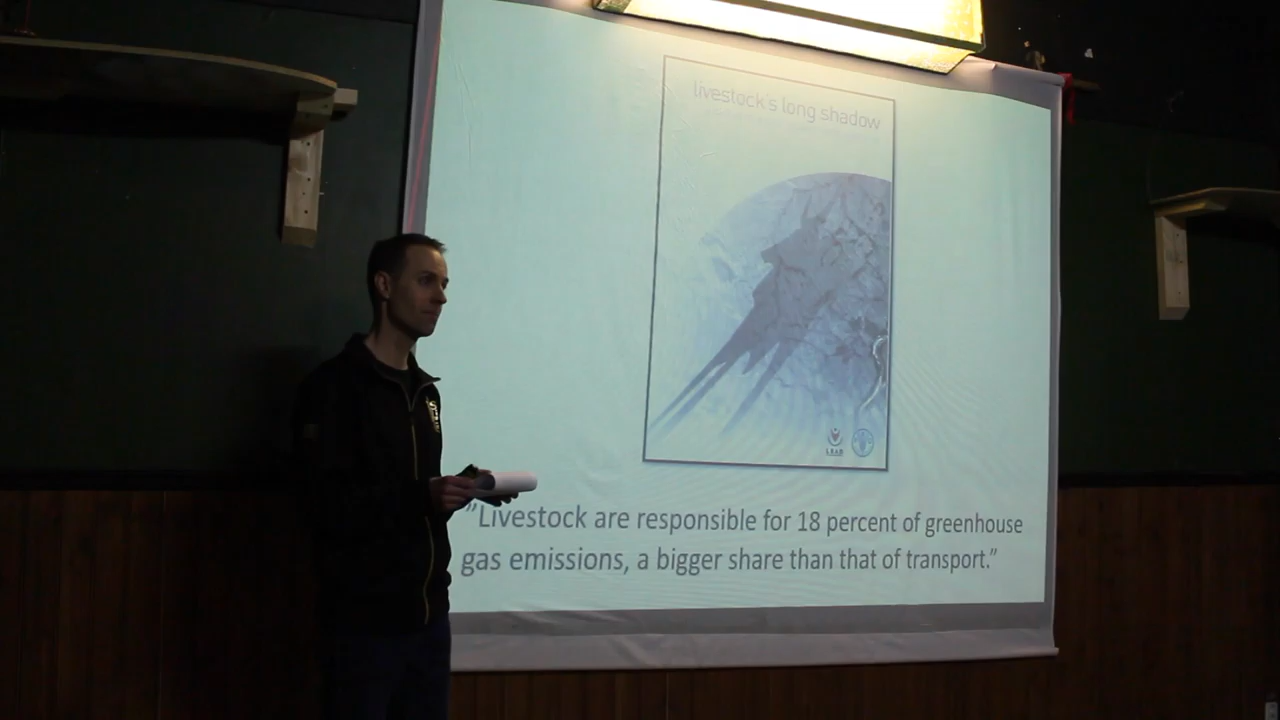 livestock's long shadow
LEAD
"Livestock are responsible for 18 percent of greenhouse
gas emissions, a bigger share than that of transport."